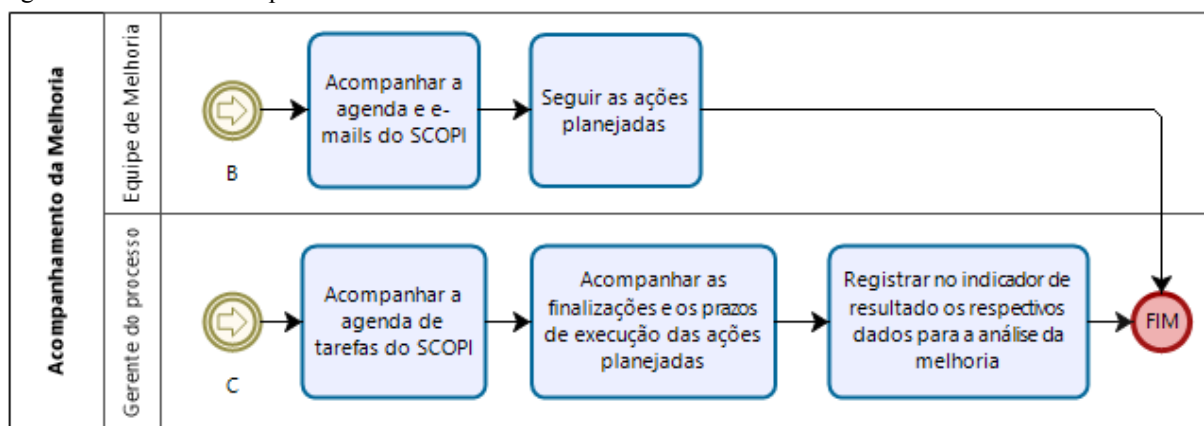 Acompanhamento da Melhoria
Equipe de Melhoria
B
Acompanhar a
agenda e e-
mails do SCOPI
Seguir as ações
planejadas
Gerente do processo
C
Acompanhar a
agenda de
tarefas do SCOPI
Acompanhar as
finalizações e os prazos
de execução das ações
planejadas
Registrar no indicador de
resultado os respectivos
dados para a análise da
melhoria
FIM